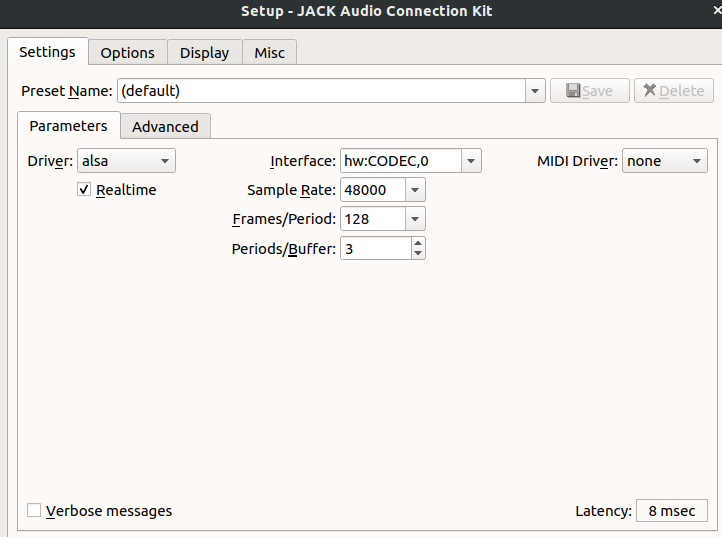 Setup - JACK Audio Connection Kit
Settings Options Display Misc
Preset Name: (default) Save Delete
Parameters Advanced
Driver: alsa Interface: hw:CODEC,0 MIDI Driver: none
Realtime Sample Rate: 48000
Frames/Period: 128
Periods/Buffer: 3
Verbose messages Latency: 8 msec